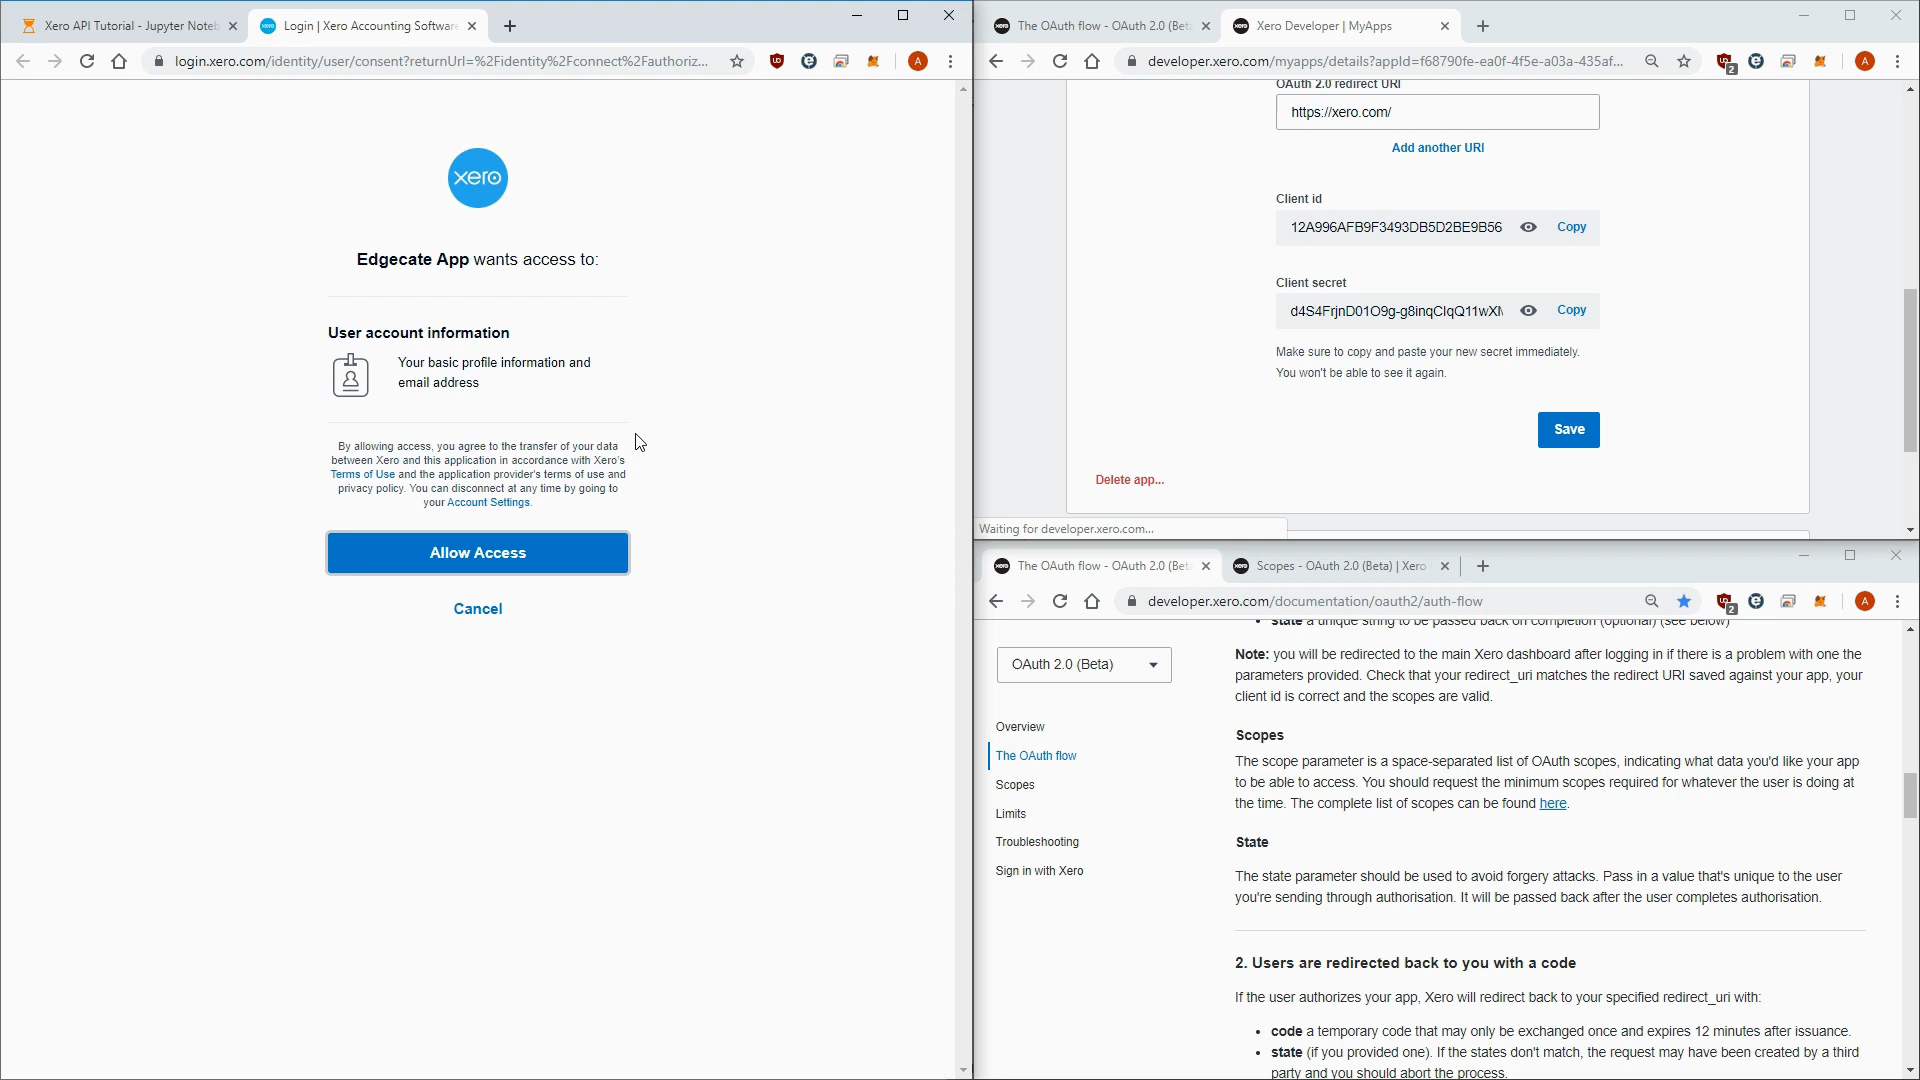 Xero API Tutorial - Jupyter Noteb
Login | Xero Accounting Software
login.xero.com/identity/user/consent?returnUrl=%2Fidentity%2Fconnect%2Fauthoriz...
A
xero
Edgecate App wants access to:
User account information
Your basic profile information and
email address
By allowing access, you agree to the transfer of your data
between Xero and this application in accordance with Xero's
Terms of Use and the application provider's terms of use and
privacy policy. You can disconnect at any time by going to
your Account Settings.
Allow Access
Cancel
The OAuth flow - OAuth 2.0 (Beta
Xero Developer | MyApps
developer.xero.com/myapps/details?appId=f68790fe-ea0f-4f5e-a03a-435af...
2
A
OAuth 2.0 redirect URI
https://xero.com/
Add another URI
Client id
12A996AFB9F3493DB5D2BE9B56
Copy
Client secret
d4S4FrjnD01O9g-g8inqClqQ11wXI
Copy
Make sure to copy and paste your new secret immediately.
You won't be able to see it again.
Save
Delete app...
Waiting for developer.xero.com...
The OAuth flow - OAuth 2.0 (Beta
Scopes - OAuth 2.0 (Beta) | Xero
developer.xero.com/documentation/oauth2/auth-flow
2
A
OAuth 2.0 (Beta)
Overview
The OAuth flow
Scopes
Limits
Troubleshooting
Sign in with Xero
• state a unique string to be passed back on completion (optional) (see below)
Note: you will be redirected to the main Xero dashboard after logging in if there is a problem with one the
parameters provided. Check that your redirect_uri matches the redirect URI saved against your app, your
client id is correct and the scopes are valid.
Scopes
The scope parameter is a space-separated list of OAuth scopes, indicating what data you'd like your app
to be able to access. You should request the minimum scopes required for whatever the user is doing at
the time. The complete list of scopes can be found here.
State
The state parameter should be used to avoid forgery attacks. Pass in a value that's unique to the user
you're sending through authorisation. It will be passed back after the user completes authorisation.
2. Users are redirected back to you with a code
If the user authorizes your app, Xero will redirect back to your specified redirect_uri with:
• code a temporary code that may only be exchanged once and expires 12 minutes after issuance.
• state (if you provided one). If the states don't match, the request may have been created by a third
party and you should abort the process.